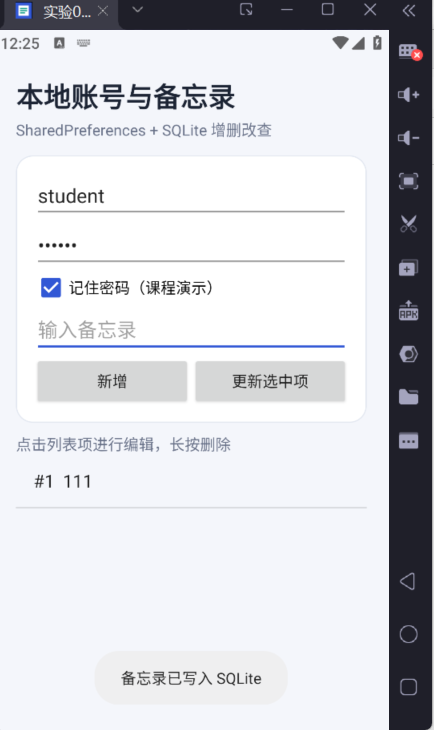 实验0...
12:25
本地账号与备忘录
SharedPreferences + SQLite 增删改查
student
••••••
记住密码（课程演示）
输入备忘录
新增
更新选中项
点击列表项进行编辑，长按删除
#1 111
备忘录已写入 SQLite
APK